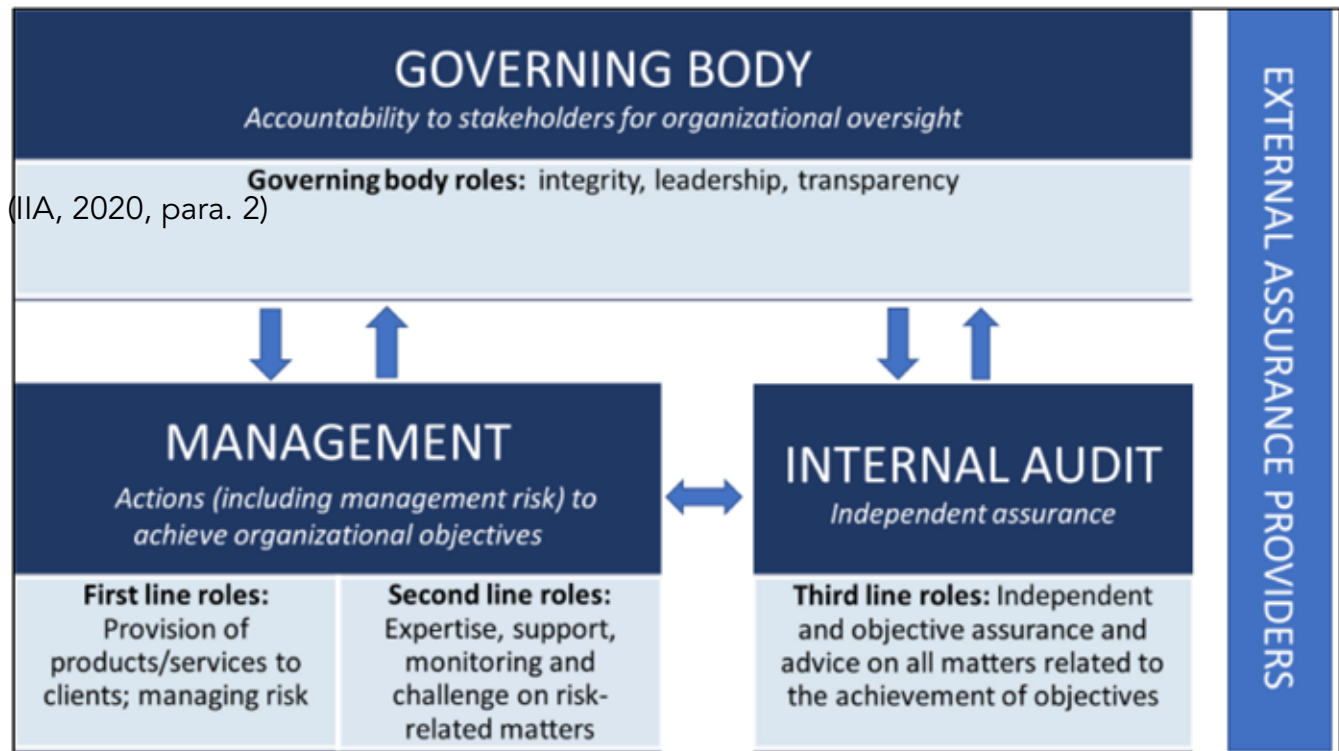 GOVERNING BODY
Accountability to stakeholders for organizational oversight
Governing body roles: integrity, leadership, transparency
(IIA, 2020, para. 2)
MANAGEMENT
Actions (including management risk) to
achieve organizational objectives
INTERNAL AUDIT
Independent assurance
First line roles:
Provision of
products/services to
clients; managing risk
Second line roles:
Expertise, support,
monitoring and
challenge on risk-
related matters
Third line roles: Independent
and objective assurance and
advice on all matters related to
the achievement of objectives
EXTERNAL ASSURANCE PROVIDERS